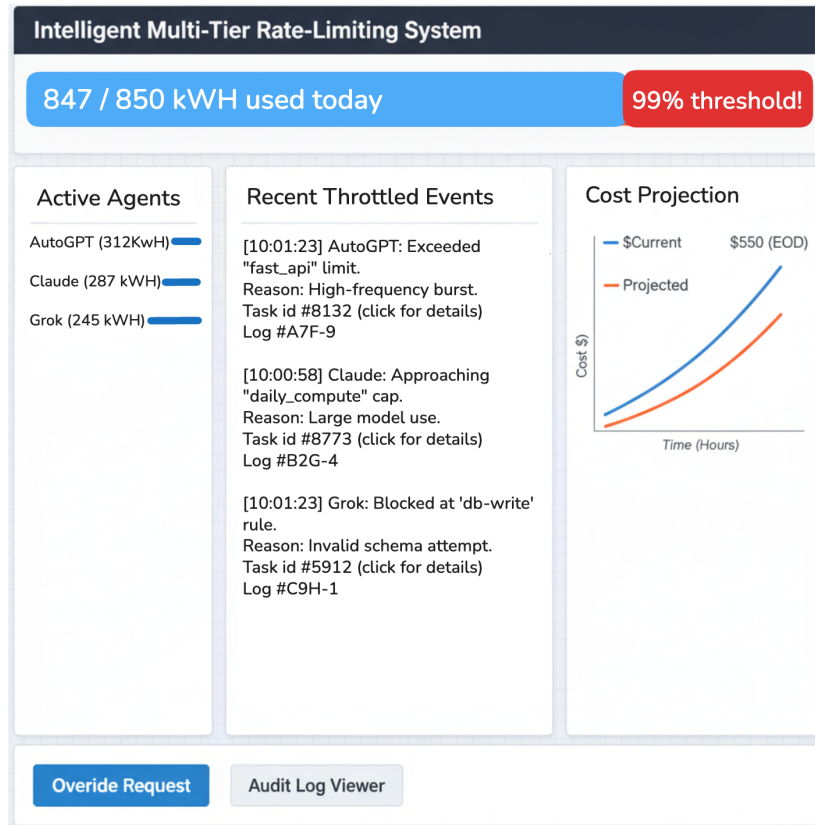 Intelligent Multi-Tier Rate-Limiting System
847 / 850 kWH used today
99% threshold!
Active Agents
AutoGPT (312KwH)
Claude (287 kWH)
Grok (245 kWH)
Recent Throttled Events
[10:01:23] AutoGPT: Exceeded
"fast_api" limit.
Reason: High-frequency burst.
Task id #8132 (click for details)
Log #A7F-9
[10:00:58] Claude: Approaching
"daily_compute" cap.
Reason: Large model use.
Task id #8773 (click for details)
Log #B2G-4
[10:01:23] Grok: Blocked at 'db-write'
rule.
Reason: Invalid schema attempt.
Task id #5912 (click for details)
Log #C9H-1
Cost Projection
$Current
$550 (EOD)
Projected
Cost $)
Time (Hours)
Overide Request
Audit Log Viewer